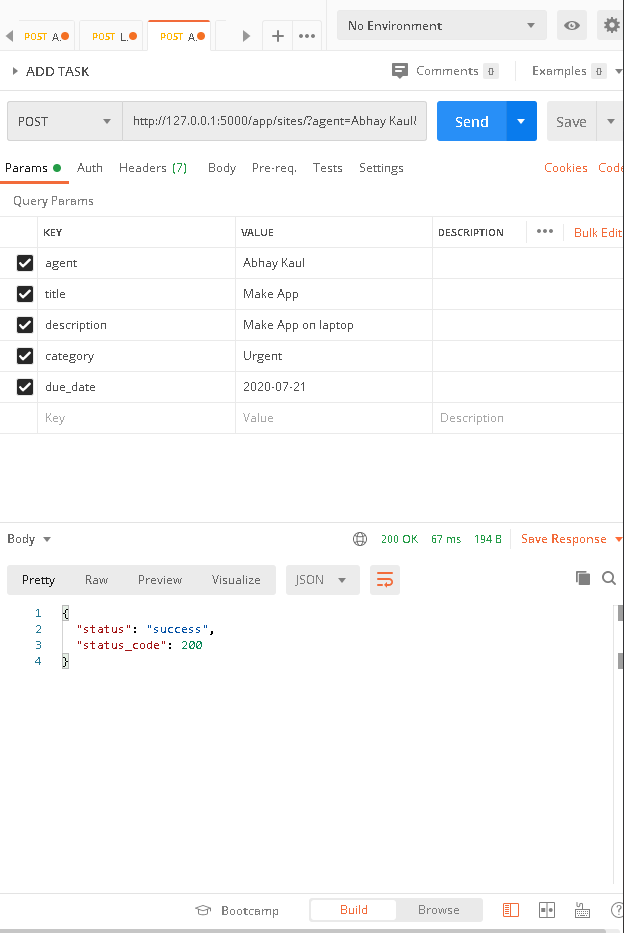 POST A. POST L. POST A. + ••• No Environment
ADD TASK Comments 0 Examples 0
POST http://127.0.0.1:5000/app/sites/?agent=Abhay Kaul& Send Save
Params Auth Headers (7) Body Pre-req. Tests Settings Cookies Code
Query Params
KEY VALUE DESCRIPTION ••• Bulk Edit
agent Abhay Kaul
title Make App
description Make App on laptop
category Urgent
due_date 2020-07-21
Key Value Description
Body 200 OK 67 ms 194 B Save Response
Pretty Raw Preview Visualize JSON
1 {
2 "status": "success",
3 "status_code": 200
4 }
Bootcamp Build Browse ?